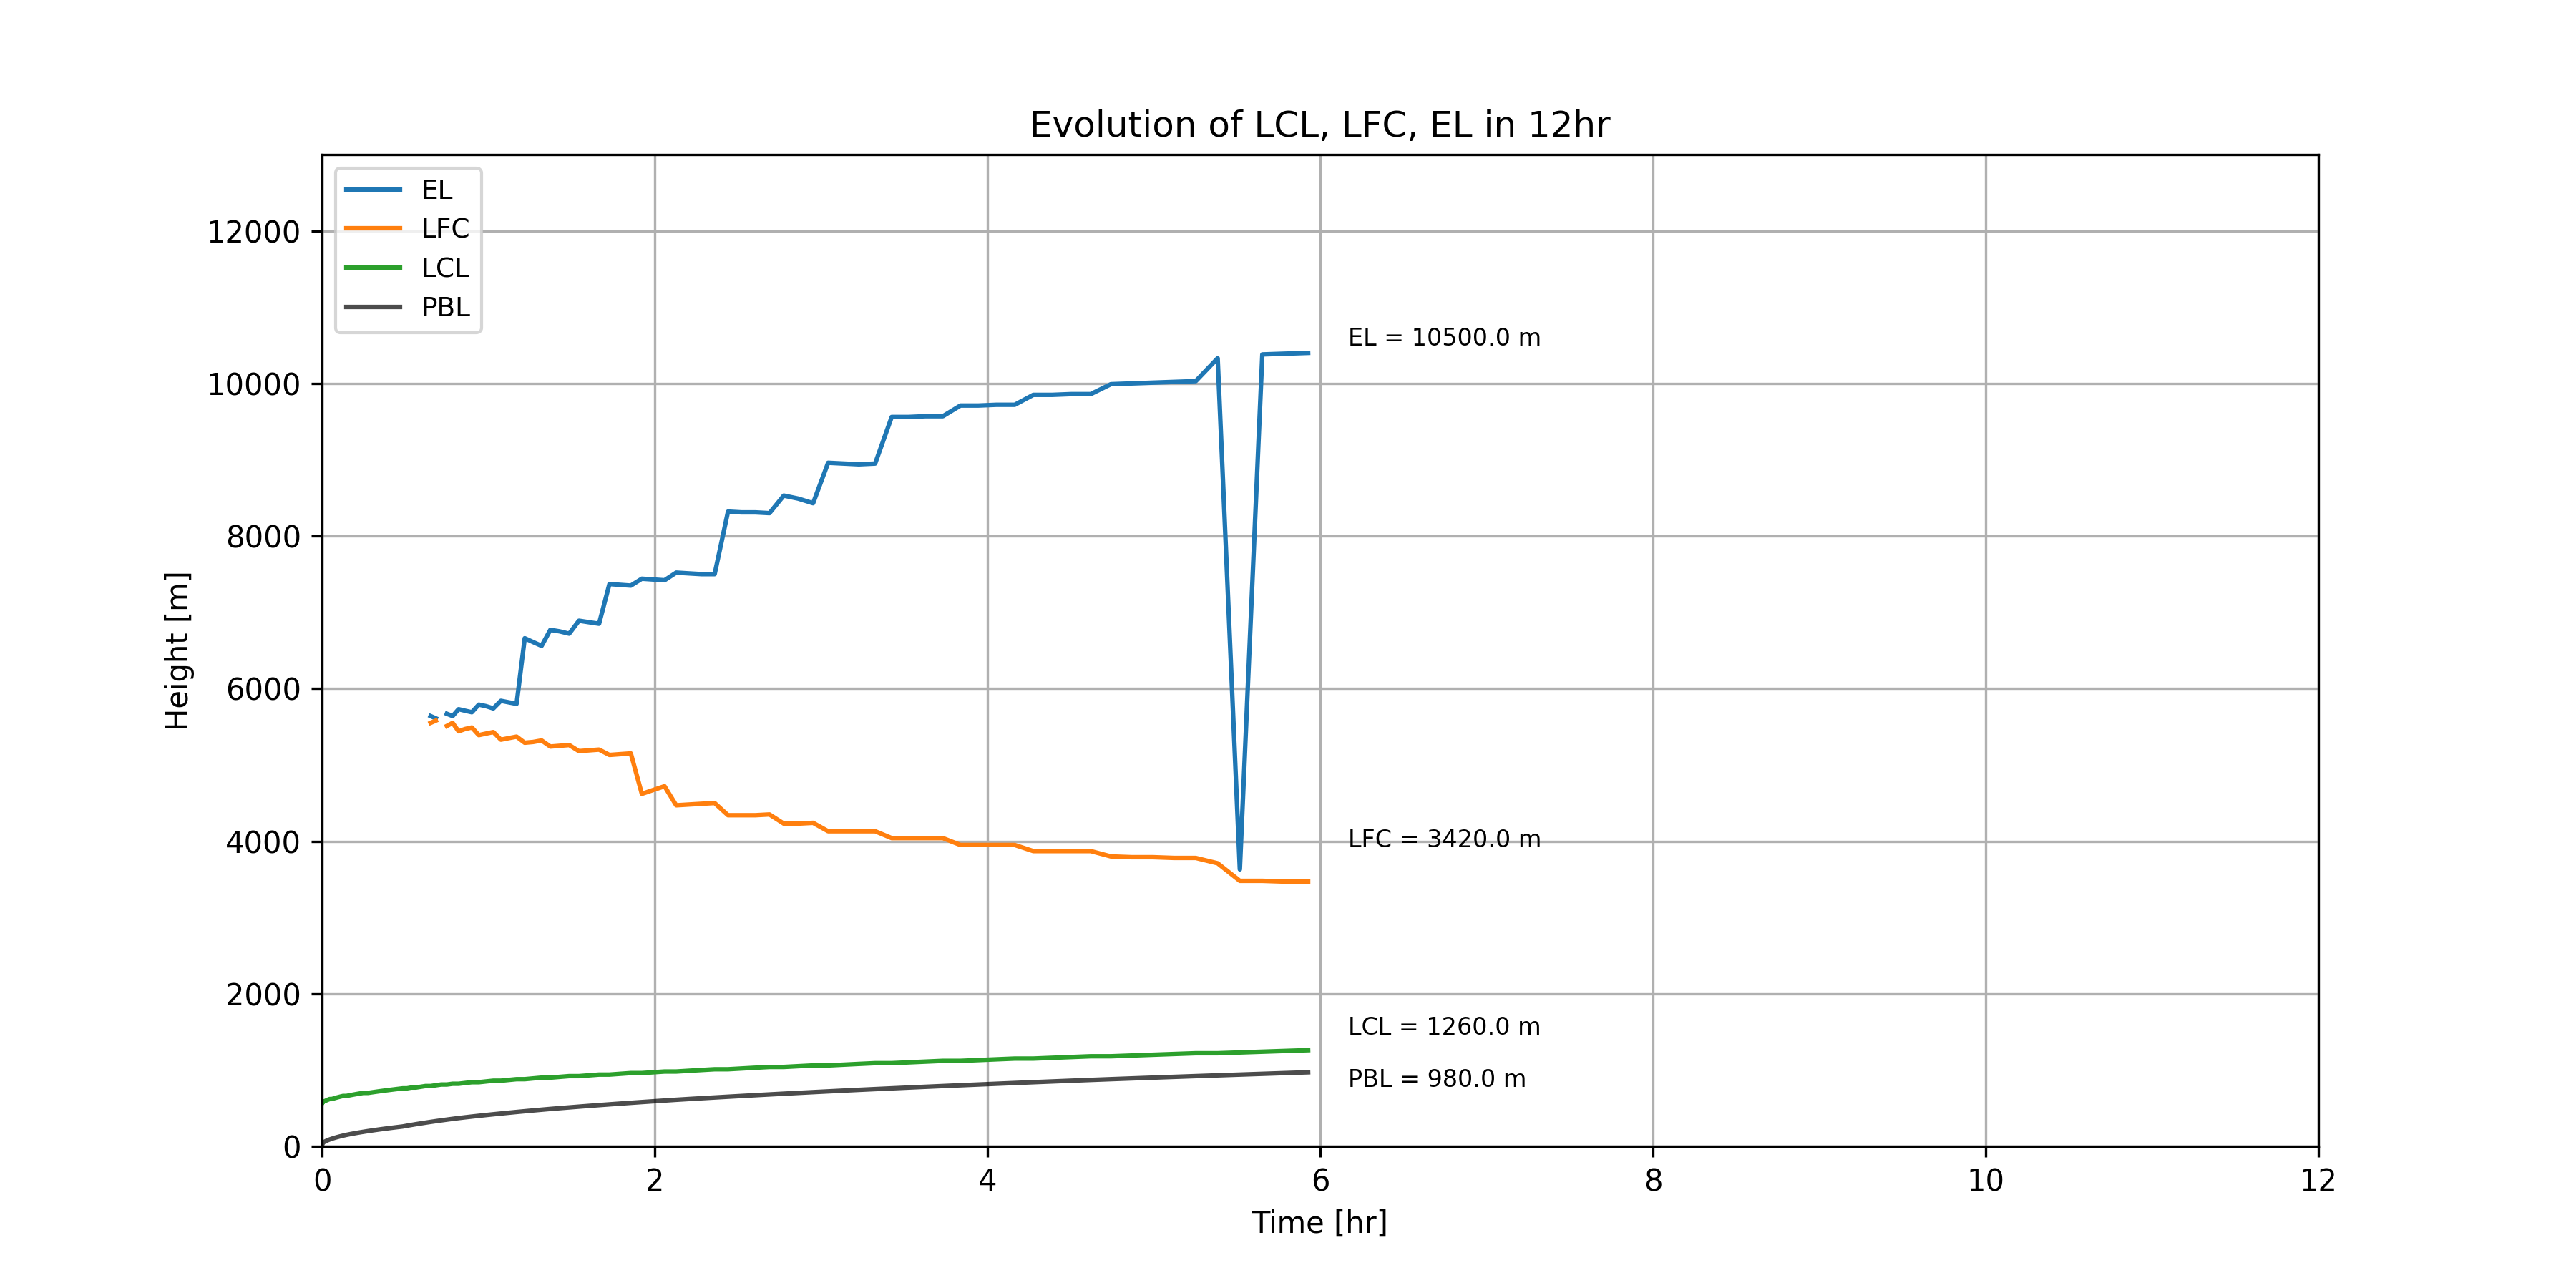 Evolution of LCL, LFC, EL in 12hr
EL
LFC
LCL
PBL
12000
10000
8000
6000
4000
2000
0
Height [m]
EL = 10500.0 m
LFC = 3420.0 m
LCL = 1260.0 m
PBL = 980.0 m
0 2 4 6 8 10 12
Time [hr]